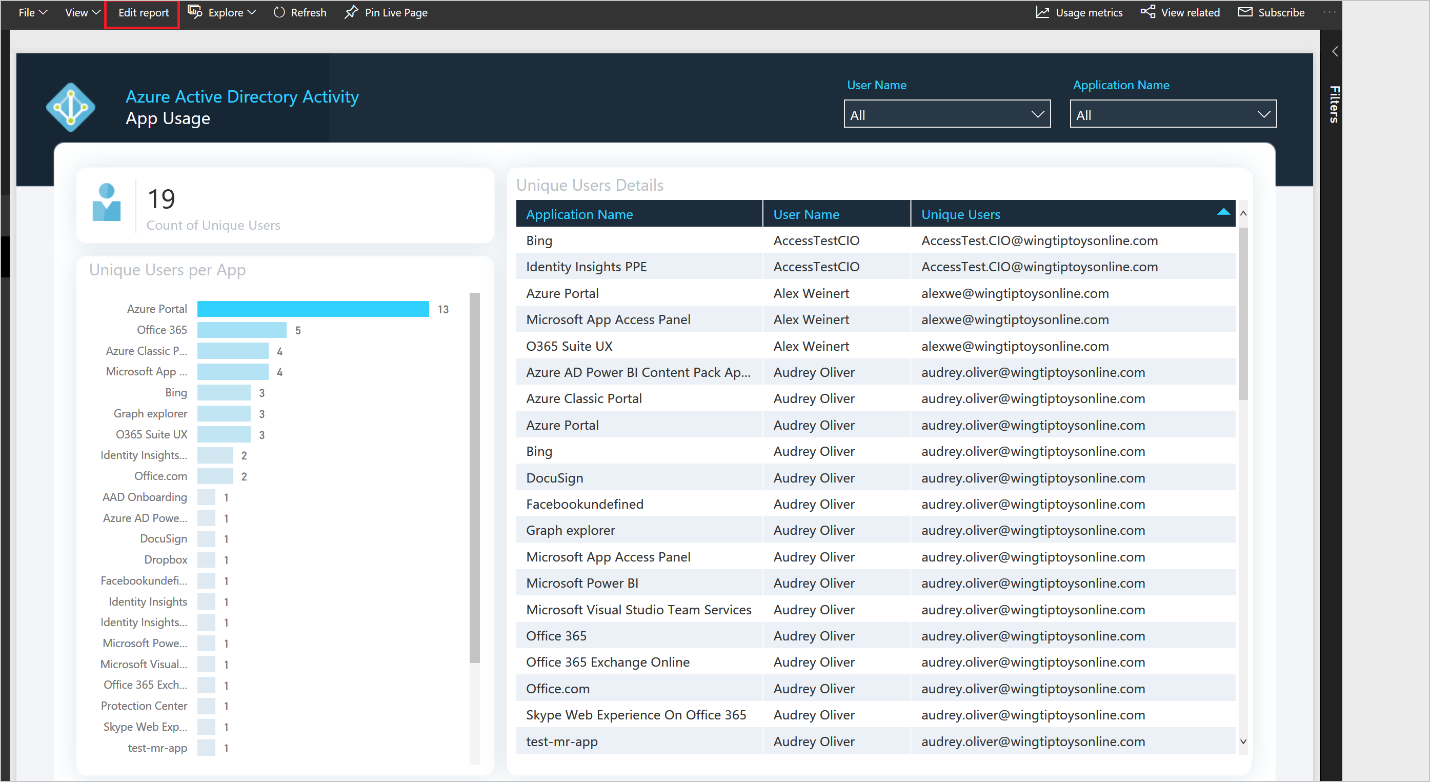 File View Edit report Explore Refresh Pin Live Page Usage metrics View related Subscribe
Filters
Azure Active Directory Activity
App Usage
User Name
All
Application Name
All
19
Count of Unique Users
Unique Users per App
Azure Portal 13
Office 365 5
Azure Classic P... 4
Microsoft App ... 4
Bing 3
Graph explorer 3
O365 Suite UX 3
Identity Insights... 2
Office.com 2
AAD Onboarding 1
Azure AD Powe... 1
DocuSign 1
Dropbox 1
Facebookundefi... 1
Identity Insights 1
Identity Insights... 1
Microsoft Powe... 1
Microsoft Visual... 1
Office 365 Exch... 1
Protection Center 1
Skype Web Exp... 1
test-mr-app 1
Unique Users Details
Application Name User Name Unique Users
Bing AccessTestCIO AccessTest.CIO@wingtiptoysonline.com
Identity Insights PPE AccessTestCIO AccessTest.CIO@wingtiptoysonline.com
Azure Portal Alex Weinert alexwe@wingtiptoysonline.com
Microsoft App Access Panel Alex Weinert alexwe@wingtiptoysonline.com
O365 Suite UX Alex Weinert alexwe@wingtiptoysonline.com
Azure AD Power BI Content Pack Ap... Audrey Oliver audrey.oliver@wingtiptoysonline.com
Azure Classic Portal Audrey Oliver audrey.oliver@wingtiptoysonline.com
Azure Portal Audrey Oliver audrey.oliver@wingtiptoysonline.com
Bing Audrey Oliver audrey.oliver@wingtiptoysonline.com
DocuSign Audrey Oliver audrey.oliver@wingtiptoysonline.com
Facebookundefined Audrey Oliver audrey.oliver@wingtiptoysonline.com
Graph explorer Audrey Oliver audrey.oliver@wingtiptoysonline.com
Microsoft App Access Panel Audrey Oliver audrey.oliver@wingtiptoysonline.com
Microsoft Power BI Audrey Oliver audrey.oliver@wingtiptoysonline.com
Microsoft Visual Studio Team Services Audrey Oliver audrey.oliver@wingtiptoysonline.com
Office 365 Audrey Oliver audrey.oliver@wingtiptoysonline.com
Office 365 Exchange Online Audrey Oliver audrey.oliver@wingtiptoysonline.com
Office.com Audrey Oliver audrey.oliver@wingtiptoysonline.com
Skype Web Experience On Office 365 Audrey Oliver audrey.oliver@wingtiptoysonline.com
test-mr-app Audrey Oliver audrey.oliver@wingtiptoysonline.com